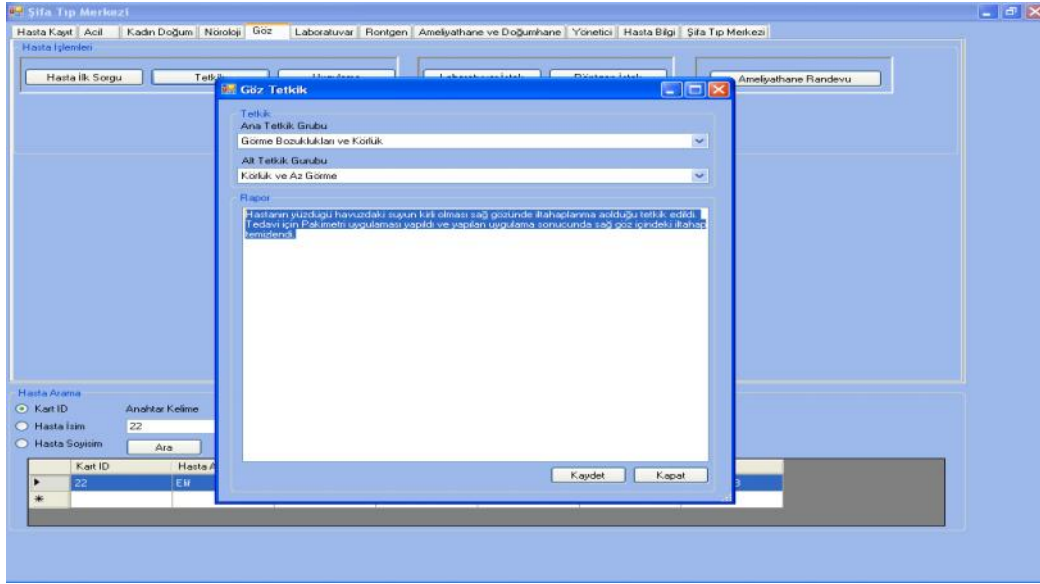 Şifa Tıp Merkezi
Hasta Kayıt Acil Kadın Doğum Nöroloji Göz Laboratuvar Rontgen Ameliyathane ve Doğumhane Yönetici Hasta Bilgi Şifa Tıp Merkezi
Hasta İşlemleri
Hasta İlk Sorgu Ameliyathane Randevu
Göz Tetkik
Tetkik
Ana Tetkik Grubu
Görme Bozuklukları ve Körlük
Alt Tetkik Gurubu
Körlük ve Az Görme
Rapor
Hastanın yüzdügü havuzdaki suyun kirli olması sağ gözünde iltahaplanma aolduğu tetkik edildi.
Tedavi için Pakimetri uygulaması yapıldı ve yapılan uygulama sonucunda sağ göz içindeki iltahap
temizlendi.
Kaydet Kapat
Hasta Arama
Kart ID Anahtar Kelime
Hasta İsim 22
Hasta Soyisim Ara
Kart ID Hasta
22